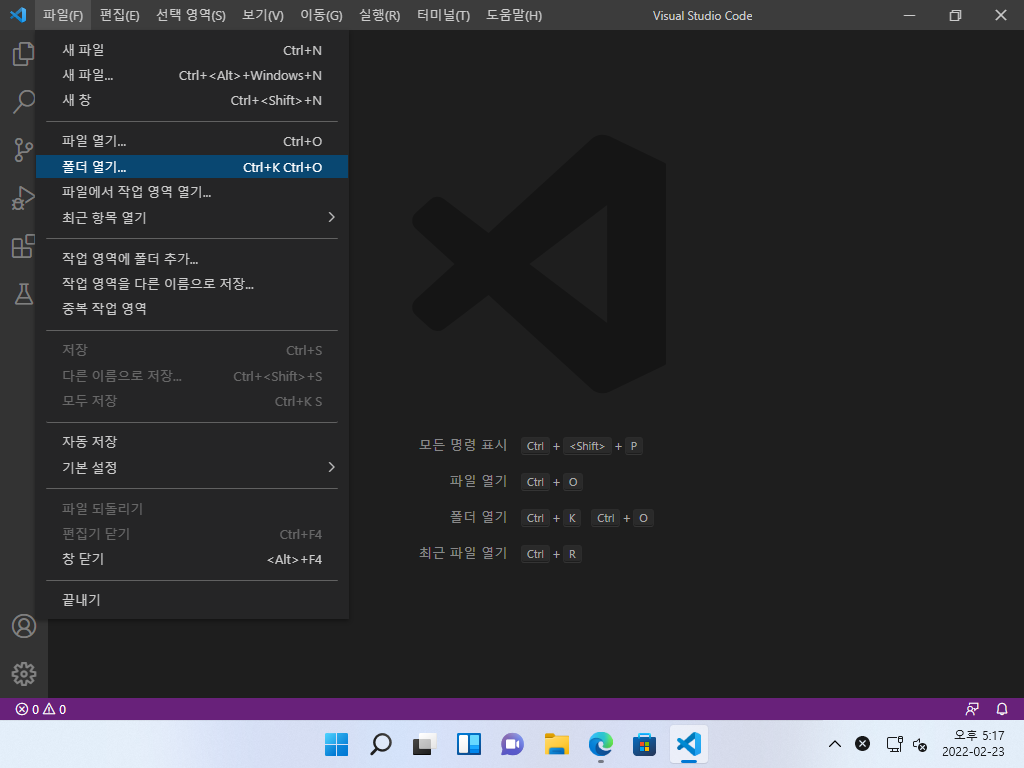 파일(F) 편집(E) 선택 영역(S) 보기(V) 이동(G) 실행(R) 터미널(T) 도움말(H) Visual Studio Code
새 파일 Ctrl+N
새 파일... Ctrl+<Alt>+Windows+N
새 창 Ctrl+<Shift>+N
파일 열기... Ctrl+O
폴더 열기... Ctrl+K Ctrl+O
파일에서 작업 영역 열기...
최근 항목 열기
작업 영역에 폴더 추가...
작업 영역을 다른 이름으로 저장...
중복 작업 영역
저장 Ctrl+S
다른 이름으로 저장... Ctrl+<Shift>+S
모두 저장 Ctrl+K S
자동 저장
기본 설정
파일 되돌리기
편집기 닫기 Ctrl+F4
창 닫기 <Alt>+F4
끝내기
모든 명령 표시 Ctrl + <Shift> + P
파일 열기 Ctrl + O
폴더 열기 Ctrl + K Ctrl + O
최근 파일 열기 Ctrl + R
0 0
오후 5:17
2022-02-23